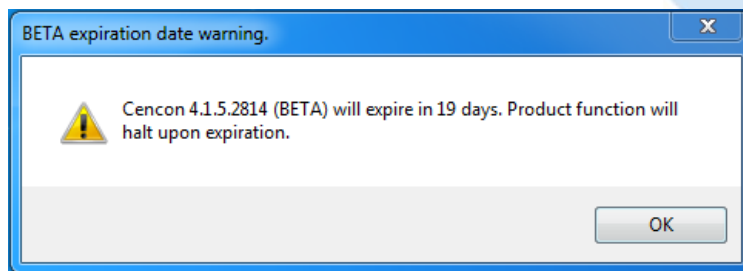 BETA expiration date warning.
Cencon 4.1.5.2814 (BETA) will expire in 19 days. Product function will
halt upon expiration.
OK